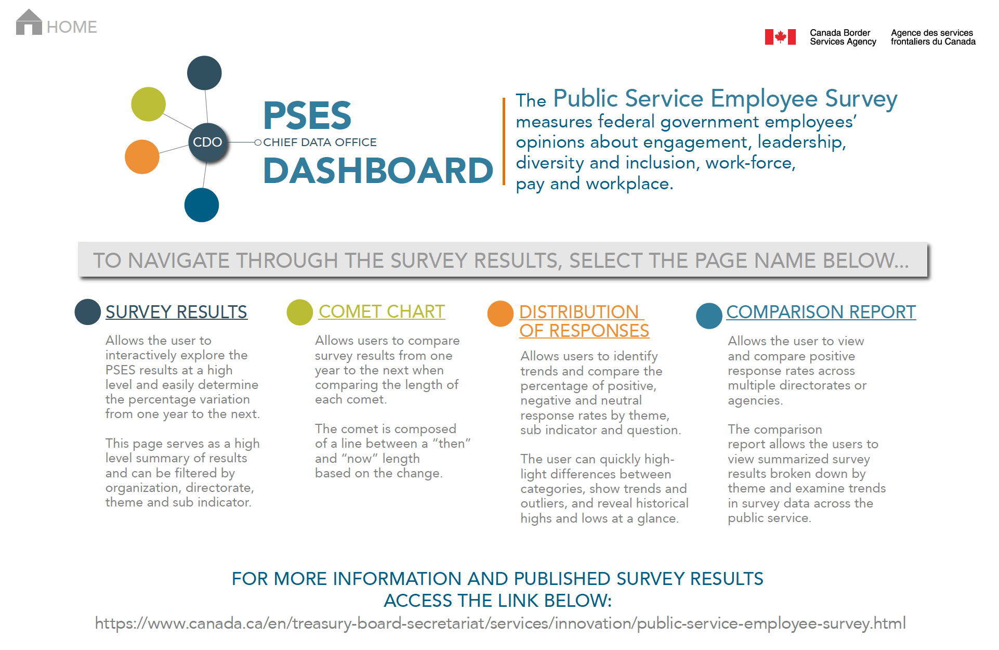 HOME
Canada Border
Services Agency
Agence des services
frontaliers du Canada
CDO
PSES
CHIEF DATA OFFICE
DASHBOARD
The Public Service Employee Survey
measures federal government employees’
opinions about engagement, leadership,
diversity and inclusion, work-force,
pay and workplace.
TO NAVIGATE THROUGH THE SURVEY RESULTS, SELECT THE PAGE NAME BELOW...
SURVEY RESULTS
Allows the user to
interactively explore the
PSES results at a high
level and easily determine
the percentage variation
from one year to the next.
This page serves as a high
level summary of results
and can be filtered by
organization, directorate,
theme and sub indicator.
COMET CHART
Allows users to compare
survey results from one
year to the next when
comparing the length of
each comet.
The comet is composed
of a line between a “then”
and “now” length
based on the change.
DISTRIBUTION
OF RESPONSES
Allows users to identify
trends and compare the
percentage of positive,
negative and neutral
response rates by theme,
sub indicator and question.
The user can quickly high-
light differences between
categories, show trends and
outliers, and reveal historical
highs and lows at a glance.
COMPARISON REPORT
Allows the user to view
and compare positive
response rates across
multiple directorates or
agencies.
The comparison
report allows the users to
view summarized survey
results broken down by
theme and examine trends
in survey data across the
public service.
FOR MORE INFORMATION AND PUBLISHED SURVEY RESULTS
ACCESS THE LINK BELOW:
https://www.canada.ca/en/treasury-board-secretariat/services/innovation/public-service-employee-survey.html